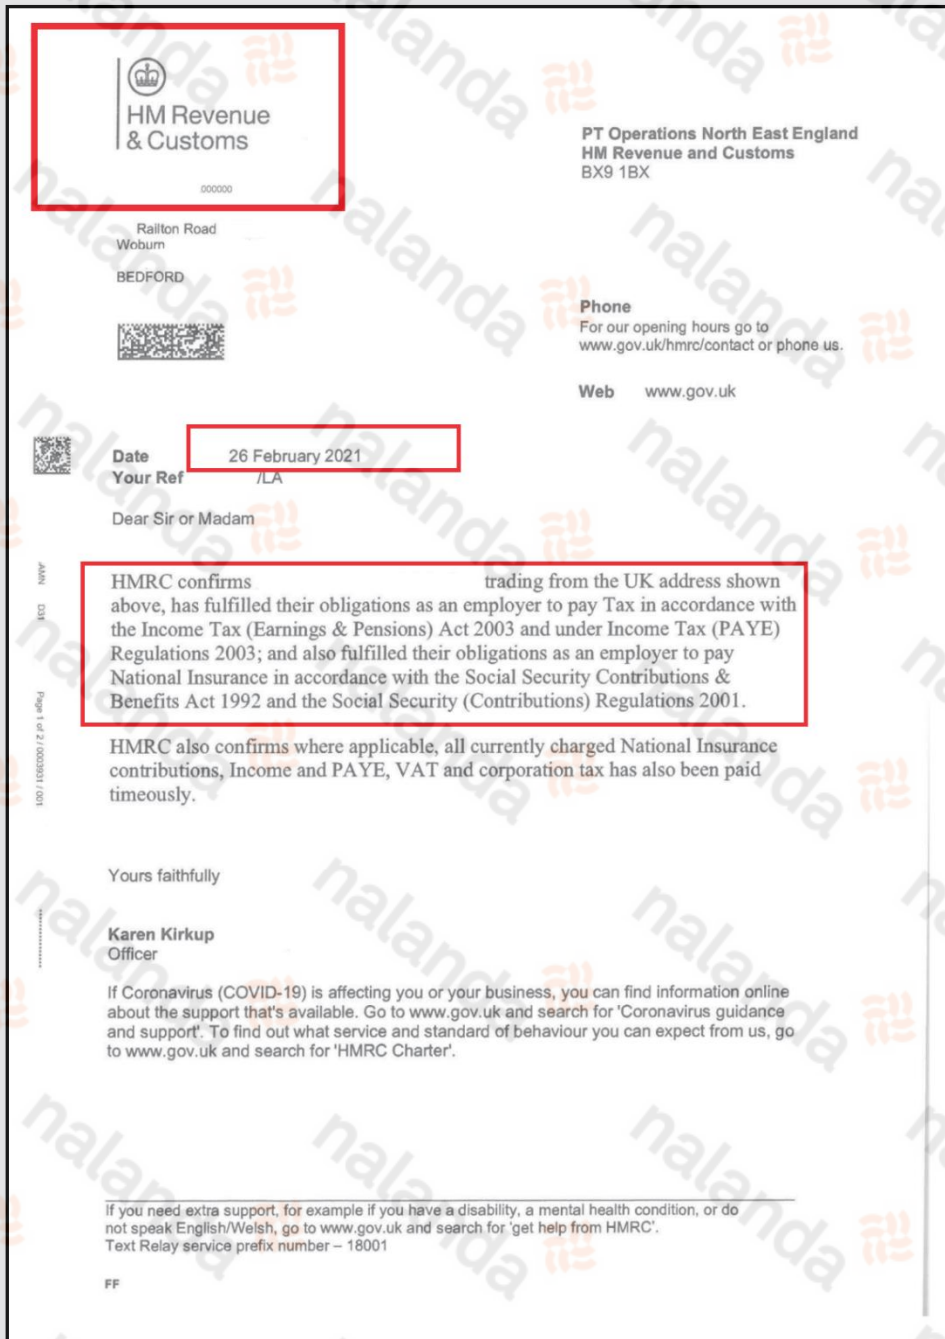 HM Revenue
& Customs
000000
PT Operations North East England
HM Revenue and Customs
BX9 1BX
Railton Road
Woburn
BEDFORD
Phone
For our opening hours go to
www.gov.uk/hmrc/contact or phone us.
Web www.gov.uk
Date 26 February 2021
Your Ref /LA
Dear Sir or Madam
HMRC confirms trading from the UK address shown
above, has fulfilled their obligations as an employer to pay Tax in accordance with
the Income Tax (Earnings & Pensions) Act 2003 and under Income Tax (PAYE)
Regulations 2003; and also fulfilled their obligations as an employer to pay
National Insurance in accordance with the Social Security Contributions &
Benefits Act 1992 and the Social Security (Contributions) Regulations 2001.
HMRC also confirms where applicable, all currently charged National Insurance
contributions, Income and PAYE, VAT and corporation tax has also been paid
timeously.
AMN D31 Page 1 of 2 / 0003931 / 001
Yours faithfully
Karen Kirkup
Officer
If Coronavirus (COVID-19) is affecting you or your business, you can find information online
about the support that's available. Go to www.gov.uk and search for 'Coronavirus guidance
and support'. To find out what service and standard of behaviour you can expect from us, go
to www.gov.uk and search for 'HMRC Charter'.
If you need extra support, for example if you have a disability, a mental health condition, or do
not speak English/Welsh, go to www.gov.uk and search for 'get help from HMRC'.
Text Relay service prefix number – 18001
FF
nalanda